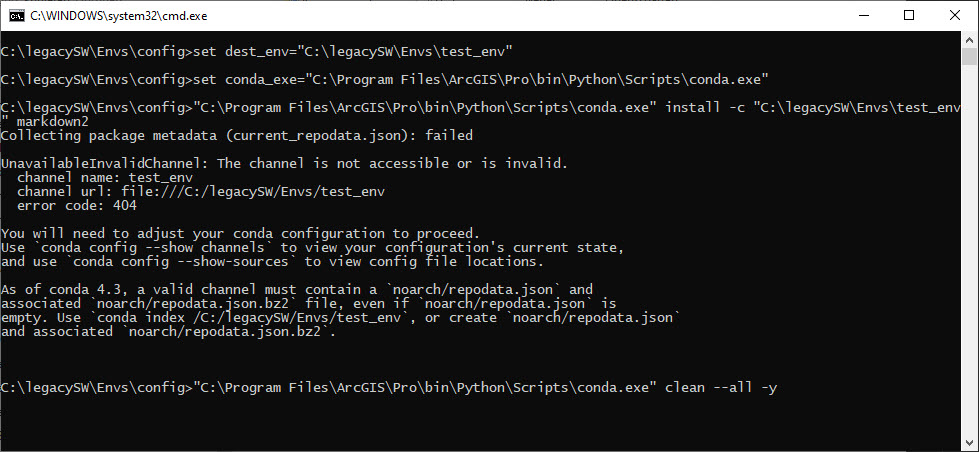 C:\WINDOWS\system32\cmd.exe
C:\legacySW\Envs\config>set dest_env="C:\legacySW\Envs\test_env"
C:\legacySW\Envs\config>set conda_exe="C:\Program Files\ArcGIS\Pro\bin\Python\Scripts\conda.exe"
C:\legacySW\Envs\config>"C:\Program Files\ArcGIS\Pro\bin\Python\Scripts\conda.exe" install -c "C:\legacySW\Envs\test_env
" markdown2
Collecting package metadata (current_repodata.json): failed
UnavailableInvalidChannel: The channel is not accessible or is invalid.
  channel name: test_env
  channel url: file:///C:/legacySW/Envs/test_env
  error code: 404
You will need to adjust your conda configuration to proceed.
Use `conda config --show channels` to view your configuration's current state,
and use `conda config --show-sources` to view config file locations.
As of conda 4.3, a valid channel must contain a `noarch/repodata.json` and
associated `noarch/repodata.json.bz2` file, even if `noarch/repodata.json` is
empty. Use `conda index /C:/legacySW/Envs/test_env`, or create `noarch/repodata.json`
and associated `noarch/repodata.json.bz2`.
C:\legacySW\Envs\config>"C:\Program Files\ArcGIS\Pro\bin\Python\Scripts\conda.exe" clean --all -y